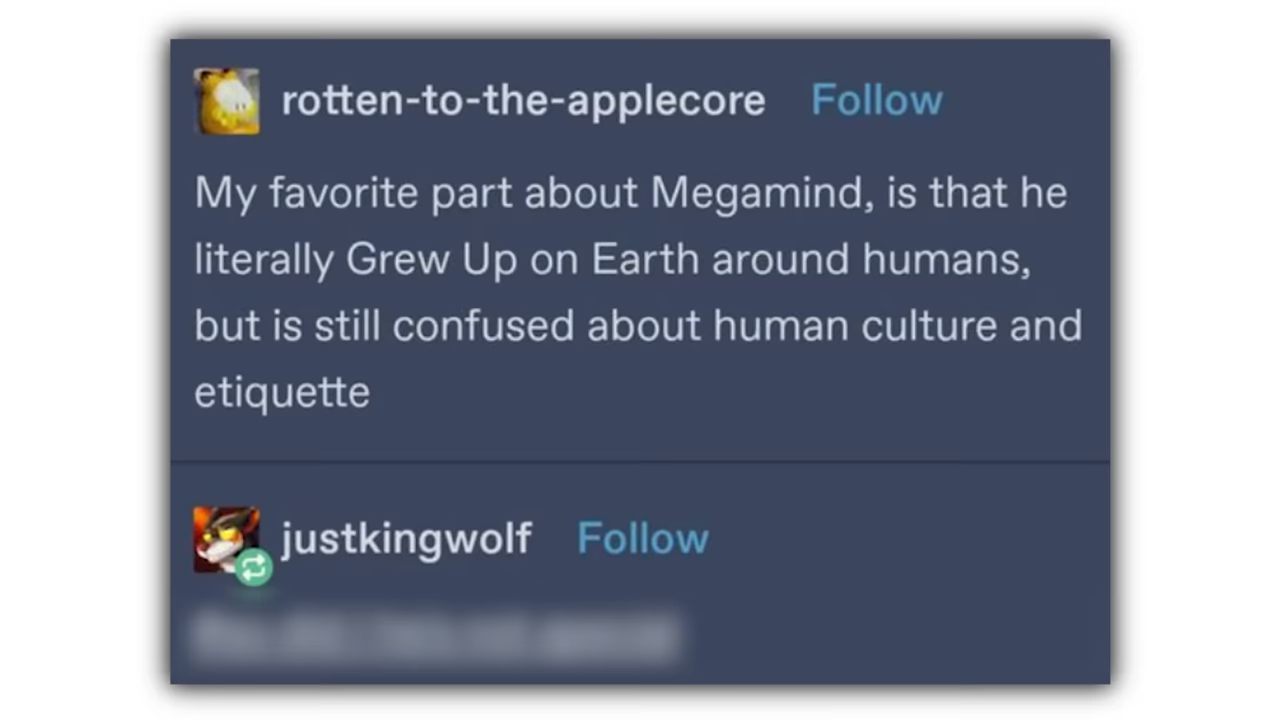 rotten-to-the-applecore Follow
My favorite part about Megamind, is that he
literally Grew Up on Earth around humans,
but is still confused about human culture and
etiquette
justkingwolf Follow